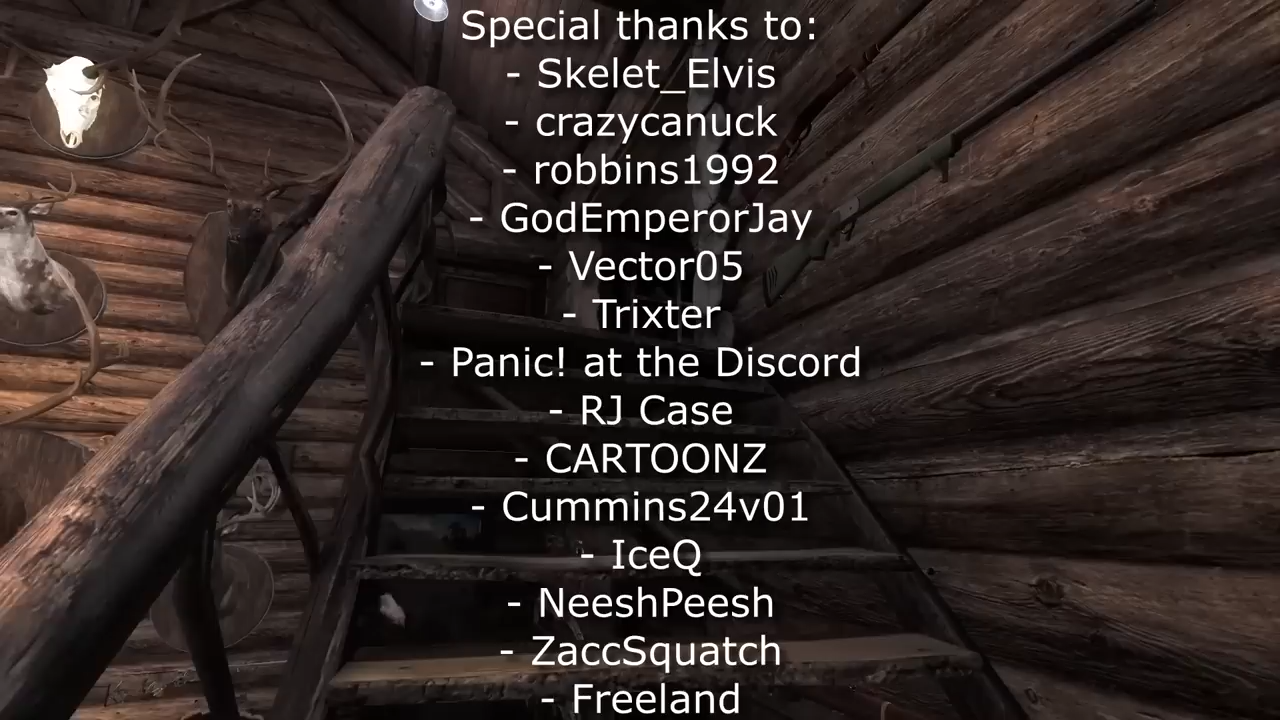 Special thanks to:
- Skelet_Elvis
- crazycanuck
- robbins1992
- GodEmperorJay
- Vector05
- Trixter
- Panic! at the Discord
- RJ Case
- CARTOONZ
- Cummins24v01
- IceQ
- NeeshPeesh
- ZaccSquatch
- Freeland